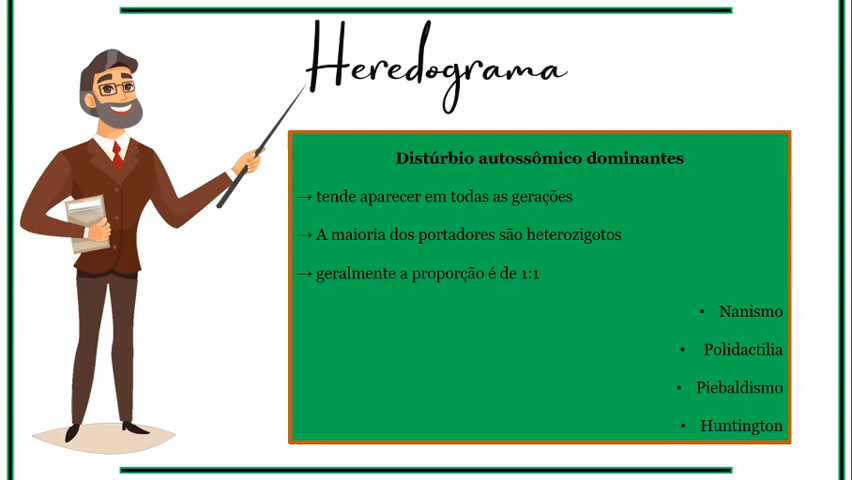 Heredograma
Distúrbio autossômico dominantes
→ tende aparecer em todas as gerações
→ A maioria dos portadores são heterozigotos
→ geralmente a proporção é de 1:1
• Nanismo
• Polidactilia
• Piebaldismo
• Huntington